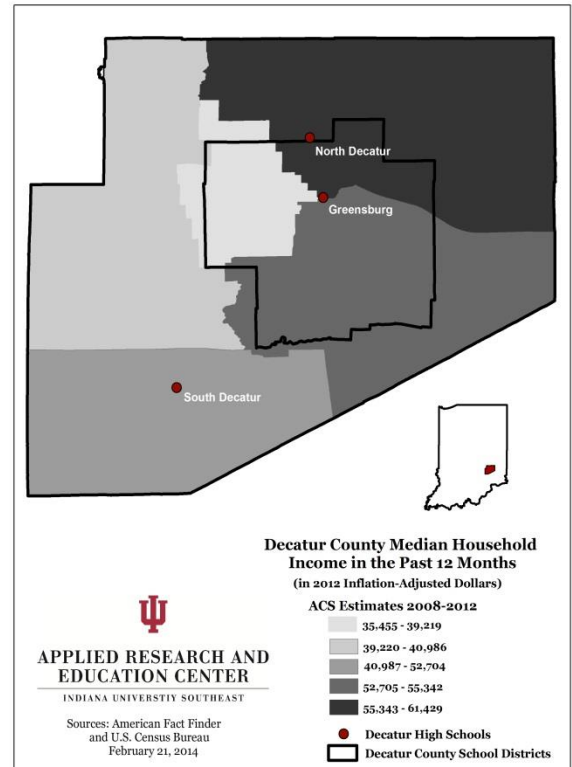 North Decatur
Greensburg
South Decatur
Decatur County Median Household
Income in the Past 12 Months
(in 2012 Inflation-Adjusted Dollars)
ACS Estimates 2008-2012
35,455 - 39,219
39,220 - 40,986
40,987 - 52,704
52,705 - 55,342
55,343 - 61,429
Decatur High Schools
Decatur County School Districts
APPLIED RESEARCH AND
EDUCATION CENTER
INDIANA UNIVERSTIY SOUTHEAST
Sources: American Fact Finder
and U.S. Census Bureau
February 21, 2014